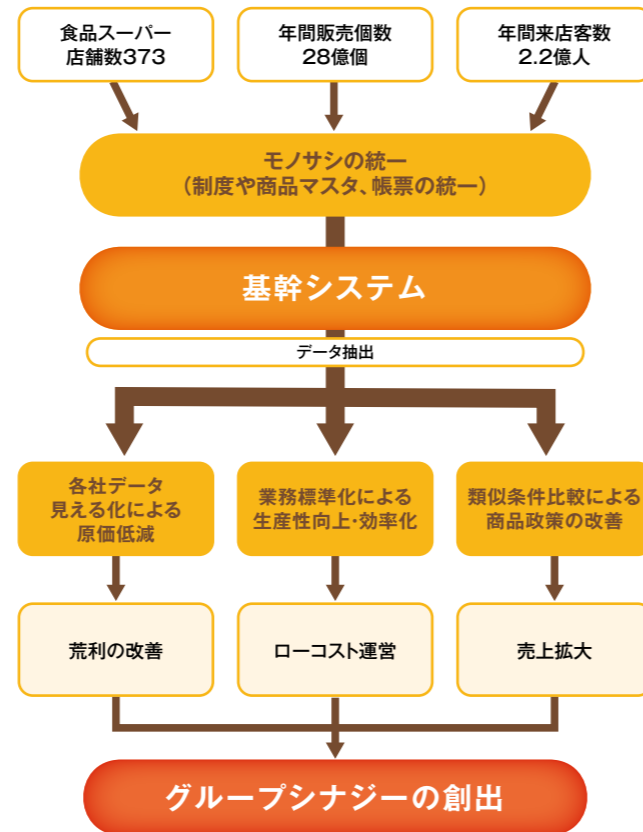 食品スーパー
店舗数373
年間販売個数
28億個
年間来店客数
2.2億人
モノサシの統一
(制度や商品マスタ、帳票の統一)
基幹システム
データ抽出
各社データ
見える化による
原価低減
業務標準化による
生産性向上・効率化
類似条件比較による
商品政策の改善
荒利の改善
ローコスト運営
売上拡大
グループシナジーの創出